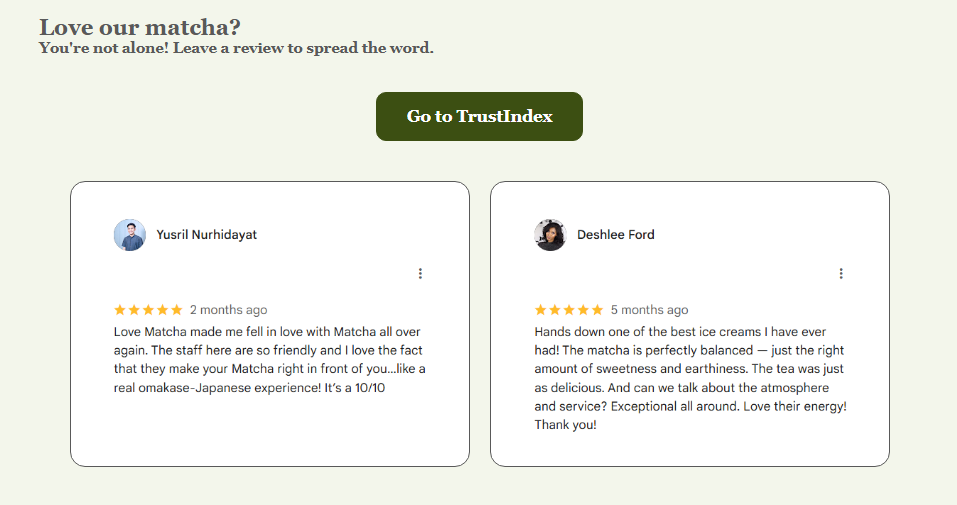 Love our matcha?
You're not alone! Leave a review to spread the word.
Go to TrustIndex
Yusril Nurhidayat
2 months ago
Love Matcha made me fell in love with Matcha all over
again. The staff here are so friendly and I love the fact
that they make your Matcha right in front of you...like a
real omakase-Japanese experience! It’s a 10/10
Deshlee Ford
5 months ago
Hands down one of the best ice creams I have ever
had! The matcha is perfectly balanced — just the right
amount of sweetness and earthiness. The tea was just
as delicious. And can we talk about the atmosphere
and service? Exceptional all around. Love their energy!
Thank you!